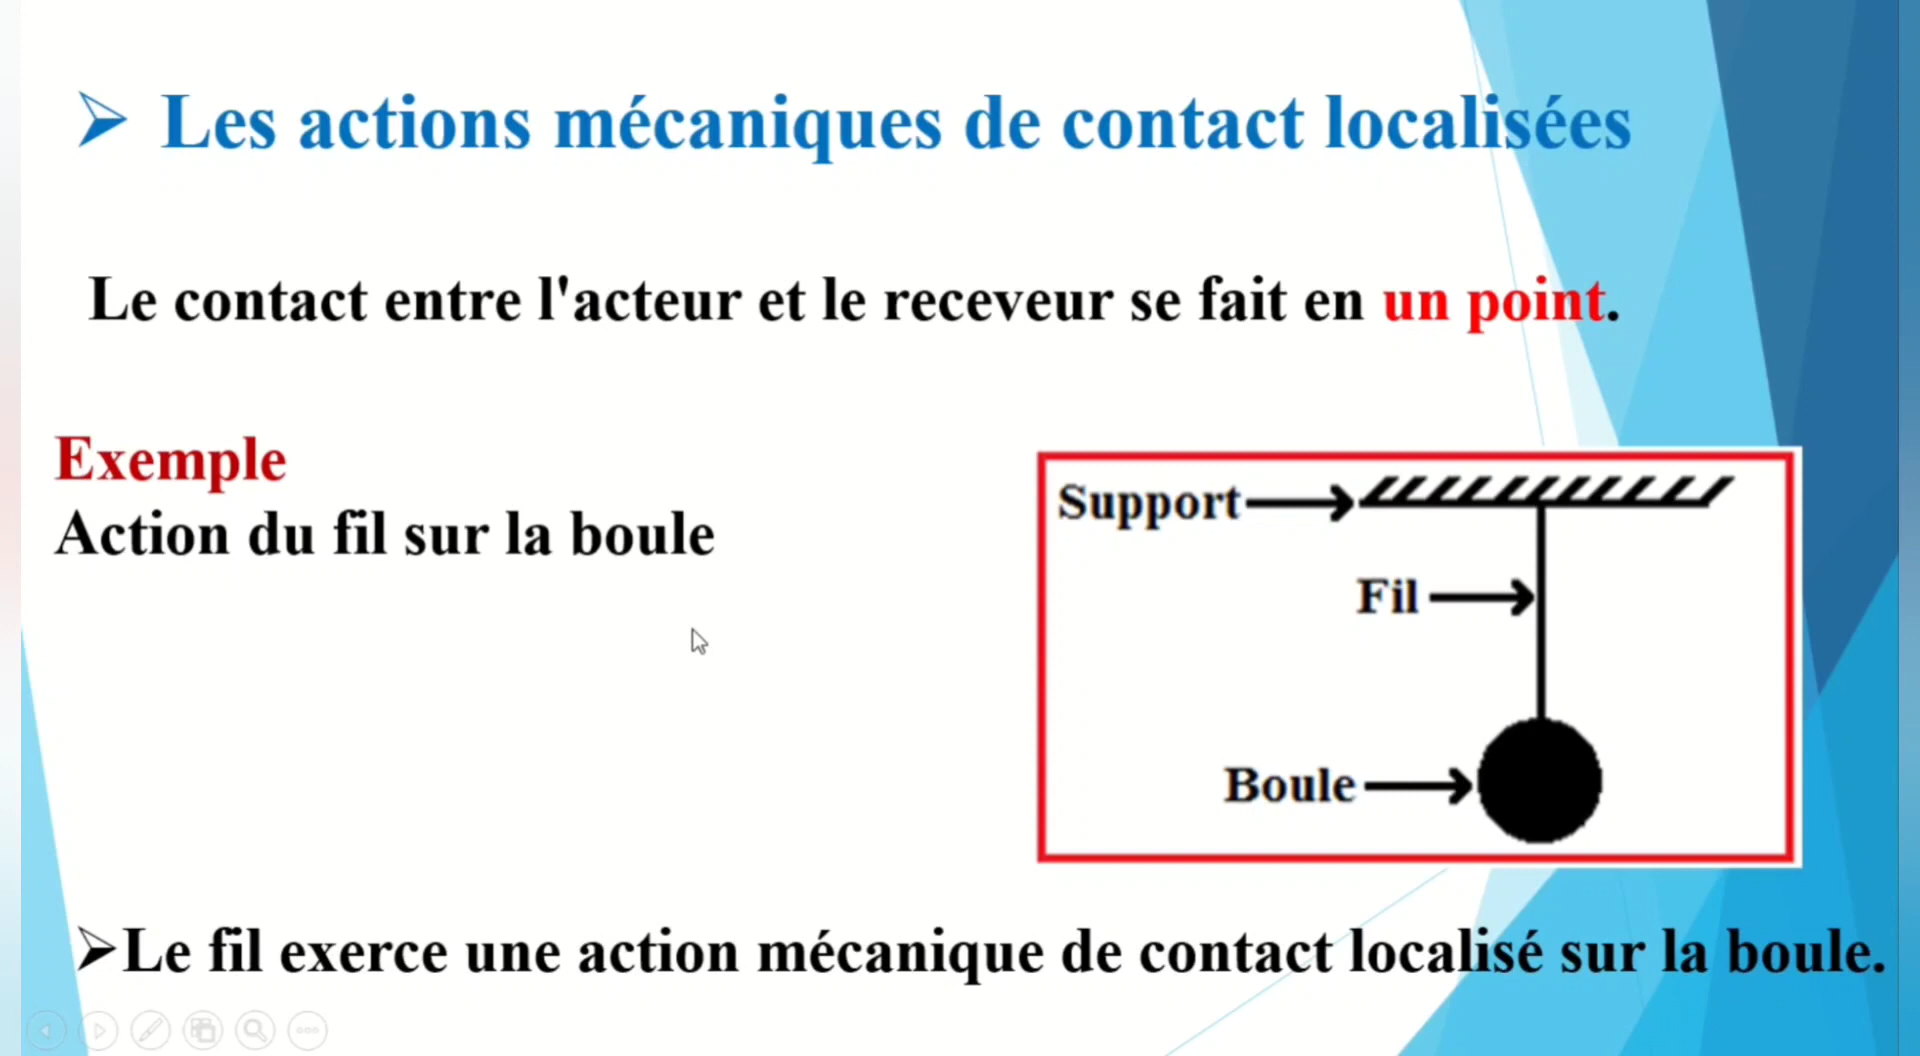 Les actions mécaniques de contact localisées
Le contact entre l'acteur et le receveur se fait en un point.
Exemple
Action du fil sur la boule
Support
Fil
Boule
Le fil exerce une action mécanique de contact localisé sur la boule.